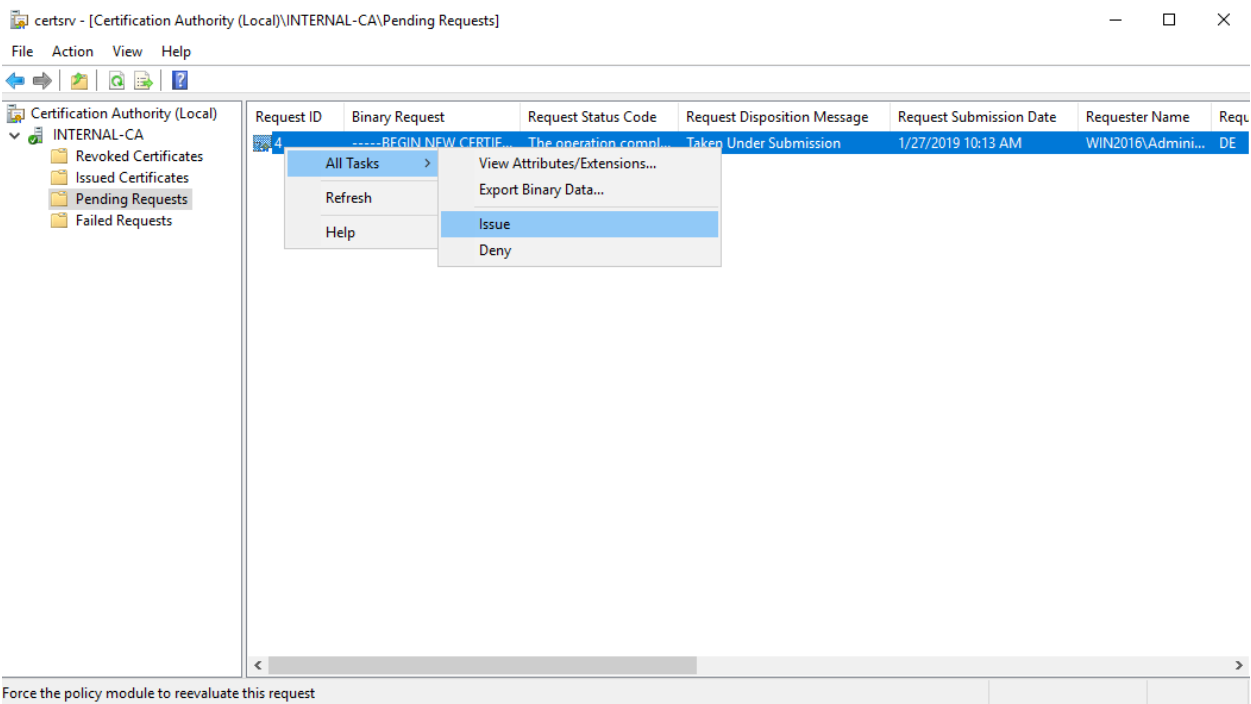 certsrv - [Certification Authority (Local)\INTERNAL-CA\Pending Requests]
File Action View Help
Certification Authority (Local)
INTERNAL-CA
Revoked Certificates
Issued Certificates
Pending Requests
Failed Requests
Request ID Binary Request Request Status Code Request Disposition Message Request Submission Date Requester Name Requ
4 -----BEGIN NEW CERTIF... The operation compl... Taken Under Submission 1/27/2019 10:13 AM WIN2016\Admini... DE
All Tasks
Refresh
Help
View Attributes/Extensions...
Export Binary Data...
Issue
Deny
Force the policy module to reevaluate this request